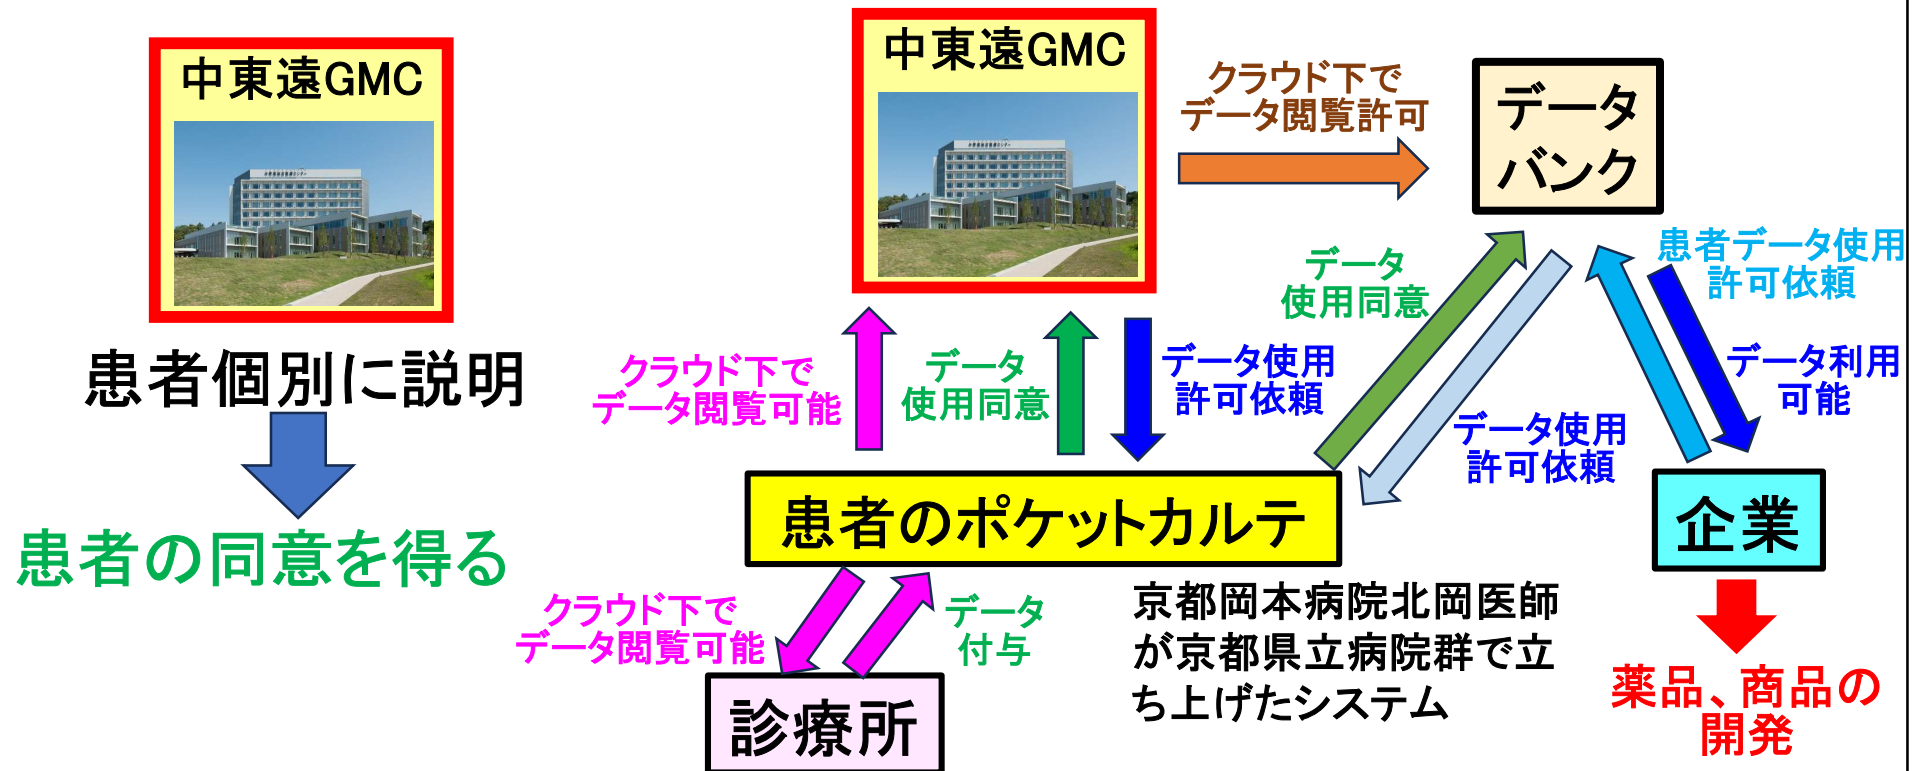 中東遠GMC
患者個別に説明
患者の同意を得る
中東遠GMC
クラウド下で
データ閲覧許可
データ
バンク
データ
使用同意
患者データ使用
許可依頼
クラウド下で
データ閲覧可能
データ
使用同意
データ使用
許可依頼
データ使用
許可依頼
データ利用
可能
患者のポケットカルテ
企業
クラウド下で
データ閲覧可能
データ
付与
京都岡本病院北岡医師
が京都県立病院群で立
ち上げたシステム
診療所
薬品、商品の
開発